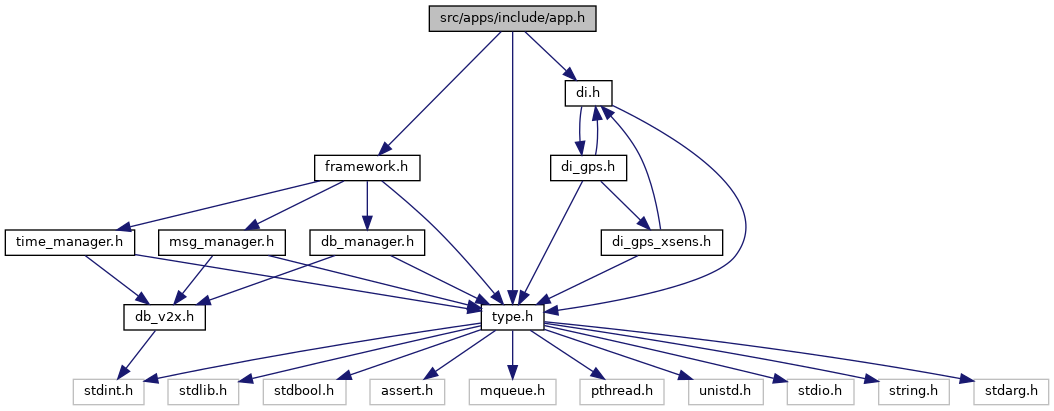 src/apps/include/app.h
di.h
framework.h
di_gps.h
time_manager.h
msg_manager.h
db_manager.h
di_gps_xsens.h
db_v2x.h
type.h
stdint.h
stdlib.h
stdbool.h
assert.h
mqueue.h
pthread.h
unistd.h
stdio.h
string.h
stdarg.h